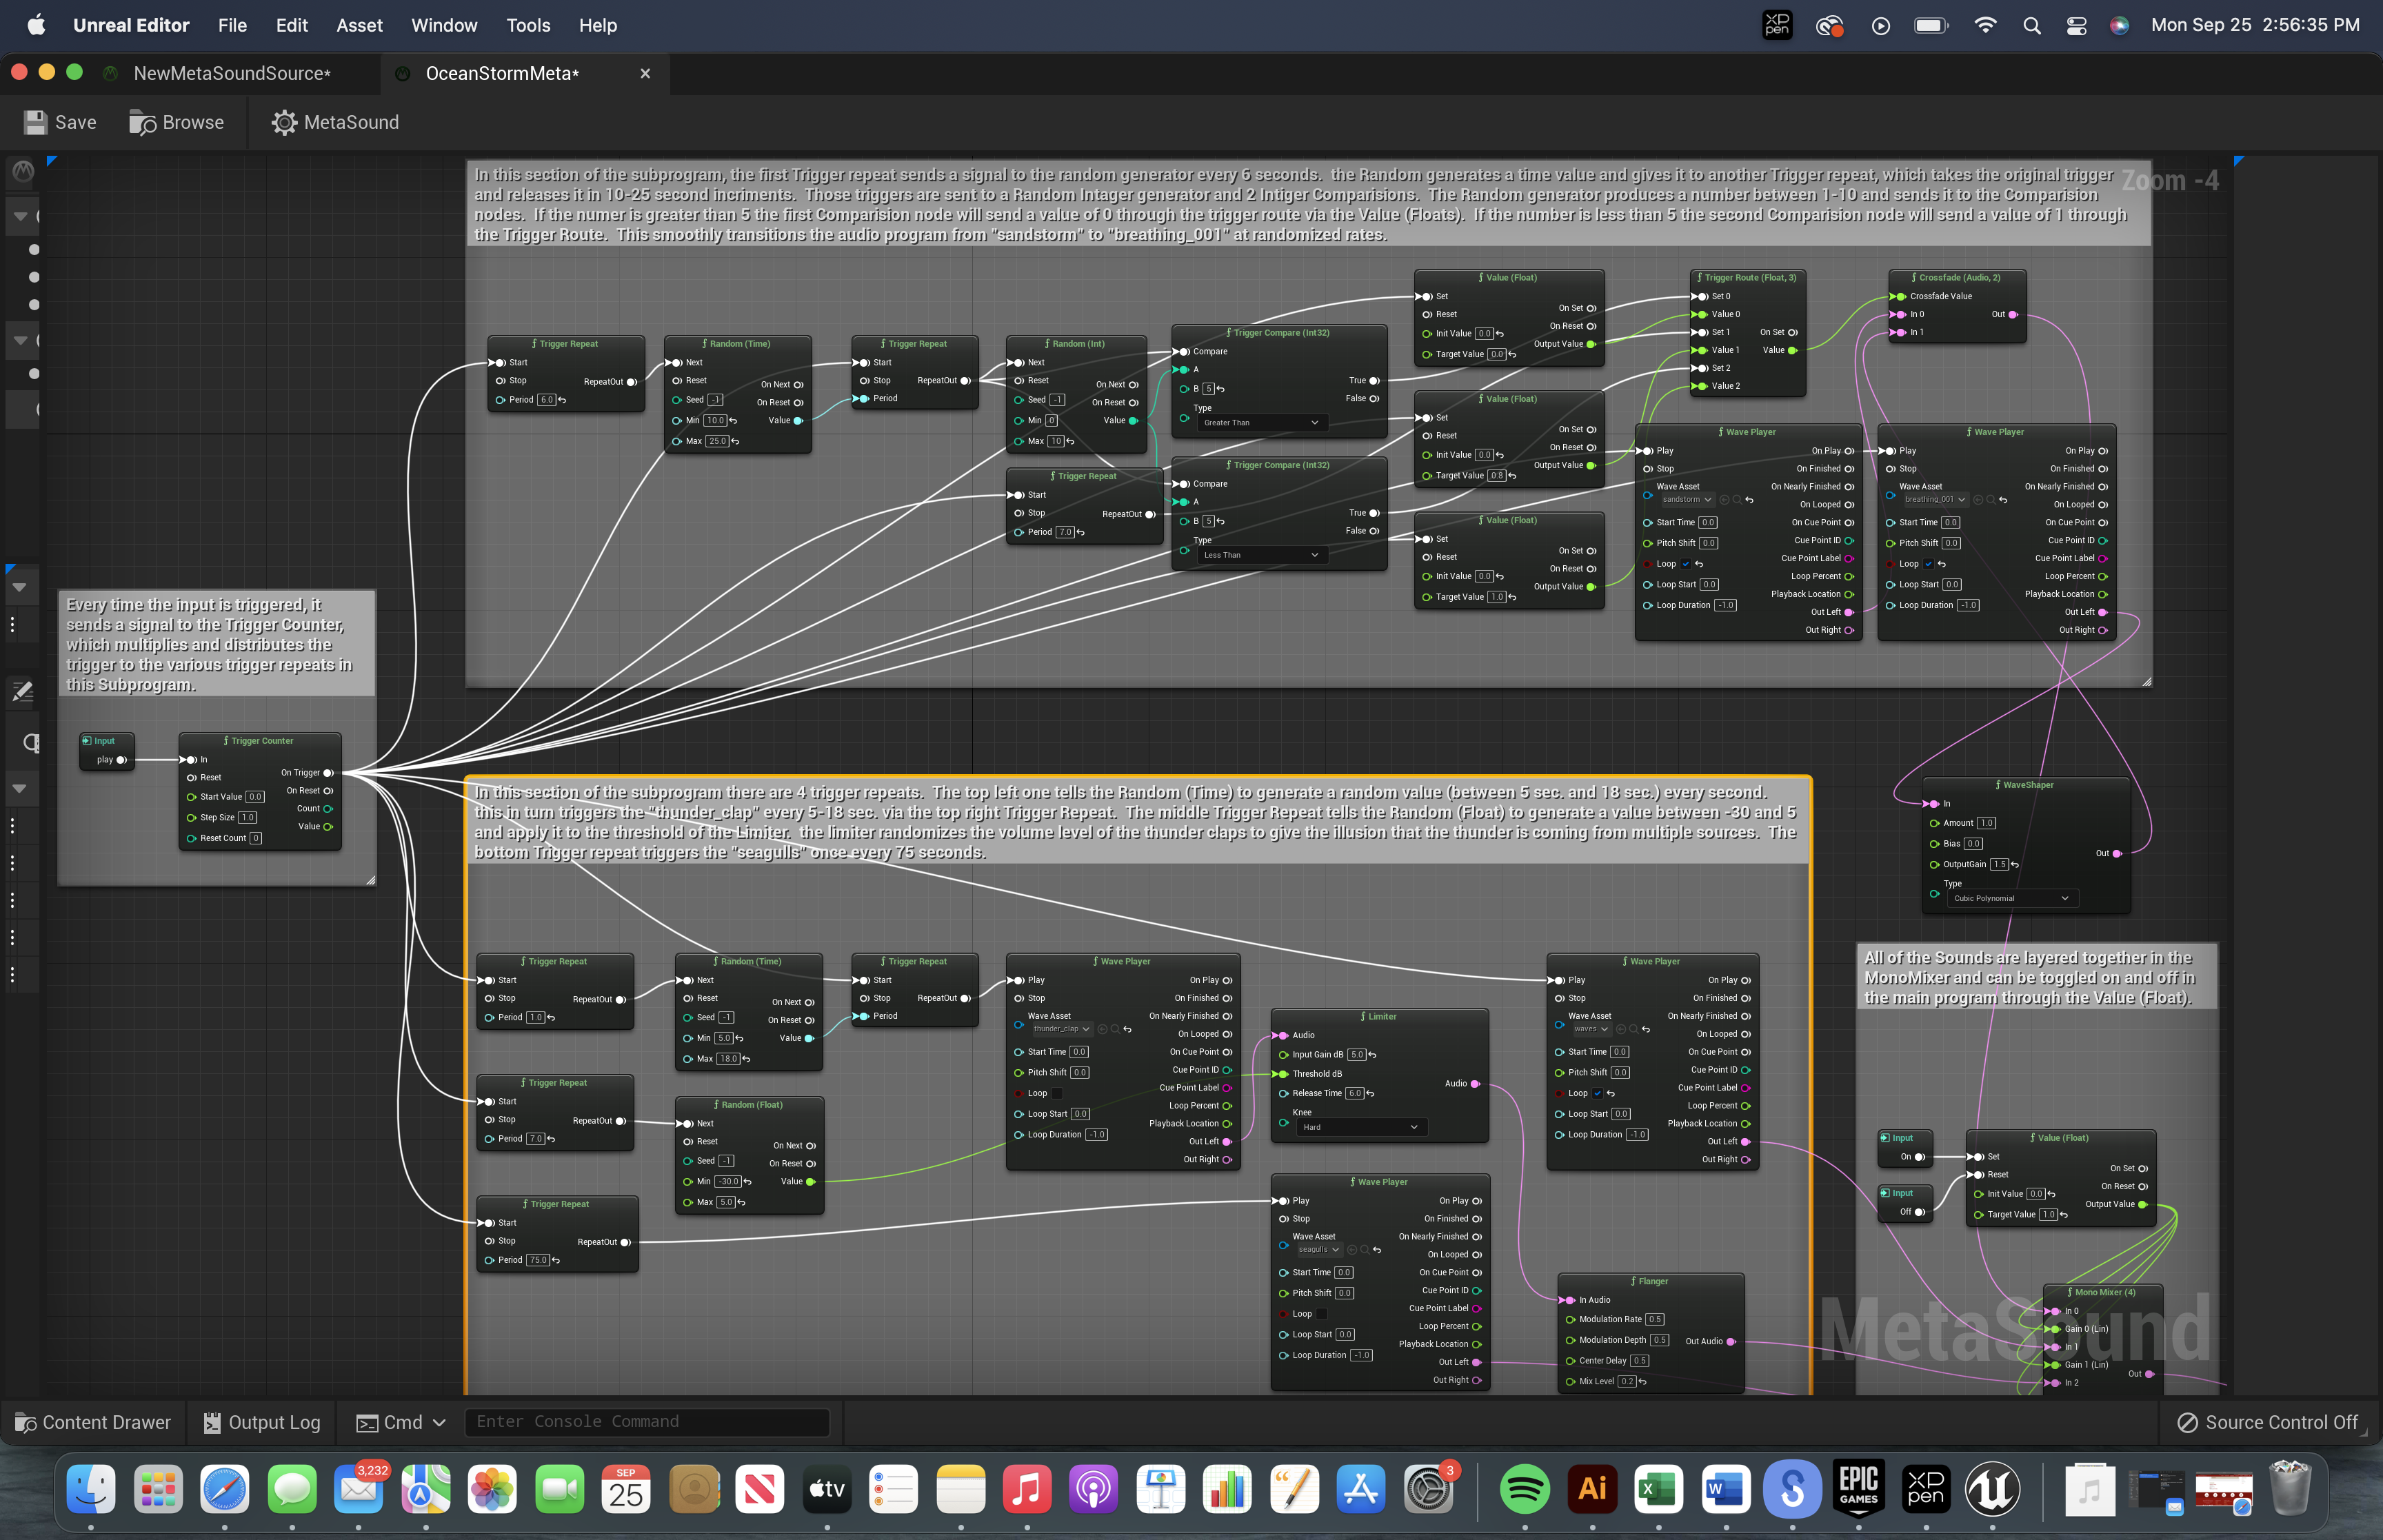 Unreal Editor File Edit Asset Window Tools Help
XP pen
Mon Sep 25 2:56:35 PM
NewMetaSoundSource*
OceanStormMeta*
Save Browse MetaSound
Zoom -4
In this section of the subprogram, the first Trigger repeat sends a signal to the random generator every 6 seconds. the Random generates a time value and gives it to another Trigger repeat, which takes the original trigger
and releases it in 10-25 second incriments. Those triggers are sent to a Random Intager generator and 2 Intiger Comparisions. The Random generator produces a number between 1-10 and sends it to the Comparision
nodes. If the numer is greater than 5 the first Comparision node will send a value of 0 through the trigger route via the Value (Floats). If the number is less than 5 the second Comparision node will send a value of 1 through
the Trigger Route. This smoothly transitions the audio program from "sandstorm" to "breathing_001" at randomized rates.
Trigger Repeat
Start
Stop
RepeatOut
Period 6.0
Random (Time)
Next
Reset
On Next
Seed -1
On Reset
Min 10.0
Value
Max 25.0
Trigger Repeat
Start
Stop
RepeatOut
Period
Random (Int)
Next
Reset
On Next
Seed -1
On Reset
Min 0
Value
Max 10
Trigger Repeat
Start
Stop
RepeatOut
Period 7.0
Trigger Compare (Int32)
Compare
A
B 5
True
False
Type
Greater Than
Trigger Compare (Int32)
Compare
A
B 5
True
False
Type
Less Than
Value (Float)
Set
Reset
On Set
On Reset
Init Value 0.0
Output Value
Target Value 0.0
Value (Float)
Set
Reset
On Set
On Reset
Init Value 0.0
Output Value
Target Value 0.8
Value (Float)
Set
Reset
On Set
On Reset
Init Value 0.0
Output Value
Target Value 1.0
Trigger Route (Float, 3)
Set 0
Value 0
Set 1
On Set
Value 1
Value
Set 2
Value 2
Crossfade (Audio, 2)
Crossfade Value
In 0
Out
In 1
Wave Player
Play
On Play
Stop
On Finished
Wave Asset
On Nearly Finished
sandstorm
On Looped
Start Time 0.0
On Cue Point
Pitch Shift 0.0
Cue Point ID
Loop
Cue Point Label
Loop Percent
Loop Start 0.0
Playback Location
Loop Duration -1.0
Out Left
Out Right
Wave Player
Play
On Play
Stop
On Finished
Wave Asset
On Nearly Finished
breathing_001
On Looped
Start Time 0.0
On Cue Point
Pitch Shift 0.0
Cue Point ID
Loop
Cue Point Label
Loop Percent
Loop Start 0.0
Playback Location
Loop Duration -1.0
Out Left
Out Right
Every time the input is triggered, it
sends a signal to the Trigger Counter,
which multiplies and distributes the
trigger to the various trigger repeats in
this Subprogram.
Input
play
Trigger Counter
In
Reset
On Trigger
On Reset
Start Value 0.0
Count
Step Size 1.0
Value
Reset Count 0
In this section of the subprogram there are 4 trigger repeats. The top left one tells the Random (Time) to generate a random value (between 5 sec. and 18 sec.) every second.
this in turn triggers the "thunder_clap" every 5-18 sec. via the top right Trigger Repeat. The middle Trigger Repeat tells the Random (Float) to generate a value between -30 and 5
and apply it to the threshold of the Limiter. the limiter randomizes the volume level of the thunder claps to give the illusion that the thunder is coming from multiple sources. The
bottom Trigger repeat triggers the "seagulls" once every 75 seconds.
Trigger Repeat
Start
Stop
RepeatOut
Period 1.0
Random (Time)
Next
Reset
On Next
Seed -1
On Reset
Min 5.0
Value
Max 18.0
Trigger Repeat
Start
Stop
RepeatOut
Period
Wave Player
Play
On Play
Stop
On Finished
Wave Asset
On Nearly Finished
thunder_clap
On Looped
Start Time 0.0
On Cue Point
Pitch Shift 0.0
Cue Point ID
Loop
Cue Point Label
Loop Percent
Loop Start 0.0
Playback Location
Loop Duration -1.0
Out Left
Out Right
Limiter
Audio
Input Gain dB 5.0
Threshold dB
Audio
Release Time 6.0
Knee
Hard
Wave Player
Play
On Play
Stop
On Finished
Wave Asset
On Nearly Finished
waves
On Looped
Start Time 0.0
On Cue Point
Pitch Shift 0.0
Cue Point ID
Loop
Cue Point Label
Loop Percent
Loop Start 0.0
Playback Location
Loop Duration -1.0
Out Left
Out Right
Trigger Repeat
Start
Stop
RepeatOut
Period 7.0
Random (Float)
Next
Reset
On Next
Seed -1
On Reset
Min -30.0
Value
Max 5.0
Trigger Repeat
Start
Stop
RepeatOut
Period 75.0
Wave Player
Play
On Play
Stop
On Finished
Wave Asset
On Nearly Finished
seagulls
On Looped
Start Time 0.0
On Cue Point
Pitch Shift 0.0
Cue Point ID
Loop
Cue Point Label
Loop Percent
Loop Start 0.0
Playback Location
Loop Duration -1.0
Out Left
Out Right
Flanger
In Audio
Modulation Rate 0.5
Modulation Depth 0.5
Out Audio
Center Delay 0.5
Mix Level 0.2
WaveShaper
In
Amount 1.0
Bias 0.0
Out
OutputGain 1.5
Type
Cubic Polynomial
All of the Sounds are layered together in the
MonoMixer and can be toggled on and off in
the main program through the Value (Float).
Input
On
Input
Off
Value (Float)
Set
Reset
On Set
On Reset
Init Value 0.0
Output Value
Target Value 1.0
Mono Mixer (4)
In 0
Gain 0 (Lin)
In 1
Gain 1 (Lin)
Out
In 2
MetaSound
Content Drawer Output Log Cmd Enter Console Command Source Control Off
3,232
SEP
25
tv
3
Ai
X
W
EPIC
GAMES
XP
pen